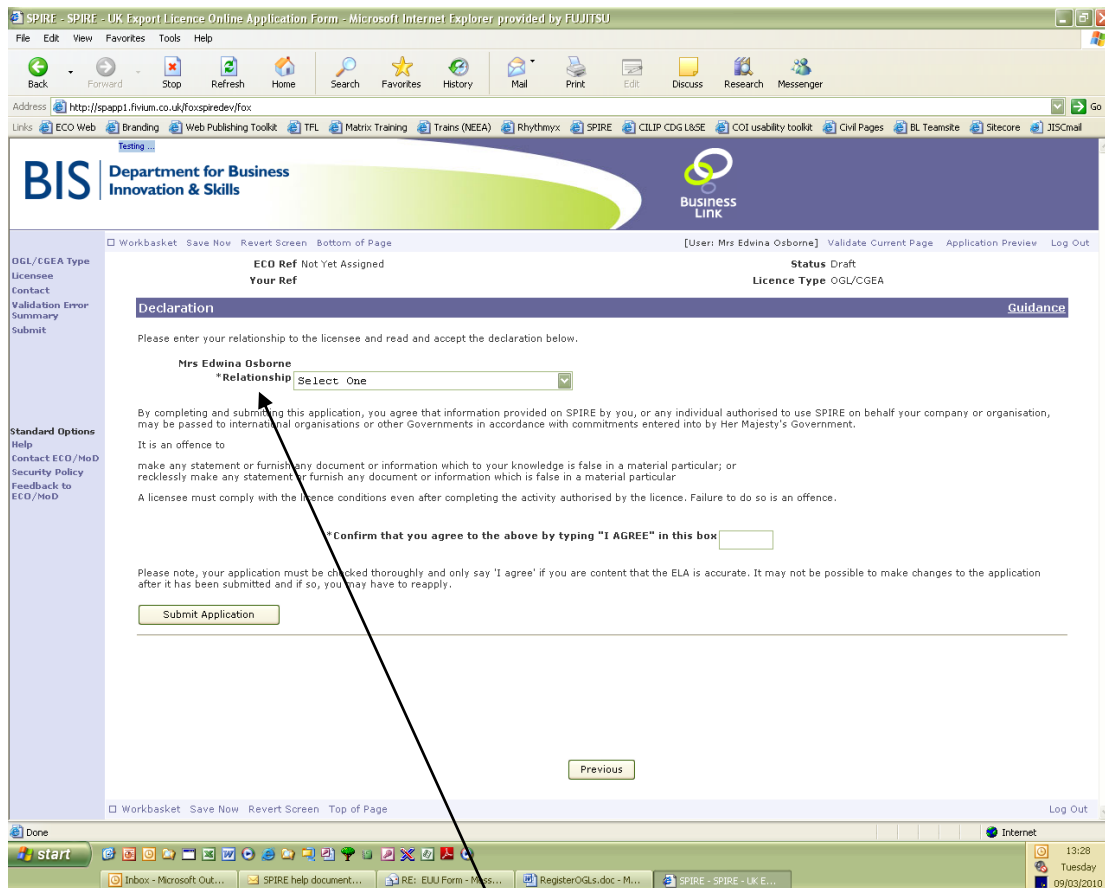 SPIRE - SPIRE - UK Export Licence Online Application Form - Microsoft Internet Explorer provided by FUJITSU
File Edit View Favorites Tools Help
Back Forward Stop Refresh Home Search Favorites History Mail Print Edit Discuss Research Messenger
Address http://spapp1.fivium.co.uk/foxspiredev/fox Go
Links ECO Web Branding Web Publishing Toolkit TFL Matrix Training Trains (NEEA) Rhythmyx SPIRE CILIP CDG L&SE COI usability toolkit Civil Pages BL Teamsite Sitecore JISCmail
Testing ...
BIS Department for Business
Innovation & Skills
Business
Link
Workbasket Save Now Revert Screen Bottom of Page [User: Mrs Edwina Osborne] Validate Current Page Application Preview Log Out
OGL/CGEA Type
Licensee
Contact
Validation Error
Summary
Submit
Standard Options
Help
Contact ECO/MoD
Security Policy
Feedback to
ECO/MoD
ECO Ref Not Yet Assigned Status Draft
Your Ref Licence Type OGL/CGEA
Declaration Guidance
Please enter your relationship to the licensee and read and accept the declaration below.
Mrs Edwina Osborne
*Relationship Select One
By completing and submitting this application, you agree that information provided on SPIRE by you, or any individual authorised to use SPIRE on behalf your company or organisation,
may be passed to international organisations or other Governments in accordance with commitments entered into by Her Majesty's Government.
It is an offence to
make any statement or furnish any document or information which to your knowledge is false in a material particular; or
recklessly make any statement or furnish any document or information which is false in a material particular
A licensee must comply with the licence conditions even after completing the activity authorised by the licence. Failure to do so is an offence.
*Confirm that you agree to the above by typing "I AGREE" in this box
Please note, your application must be checked thoroughly and only say 'I agree' if you are content that the ELA is accurate. It may not be possible to make changes to the application
after it has been submitted and if so, you may have to reapply.
Submit Application
Previous
Workbasket Save Now Revert Screen Top of Page Log Out
Done Internet
start 13:28
Tuesday
Inbox - Microsoft Out... SPIRE help document... RE: EUU Form - Mess... RegisterOGLs.doc - M... SPIRE - SPIRE - UK E... 09/03/2010